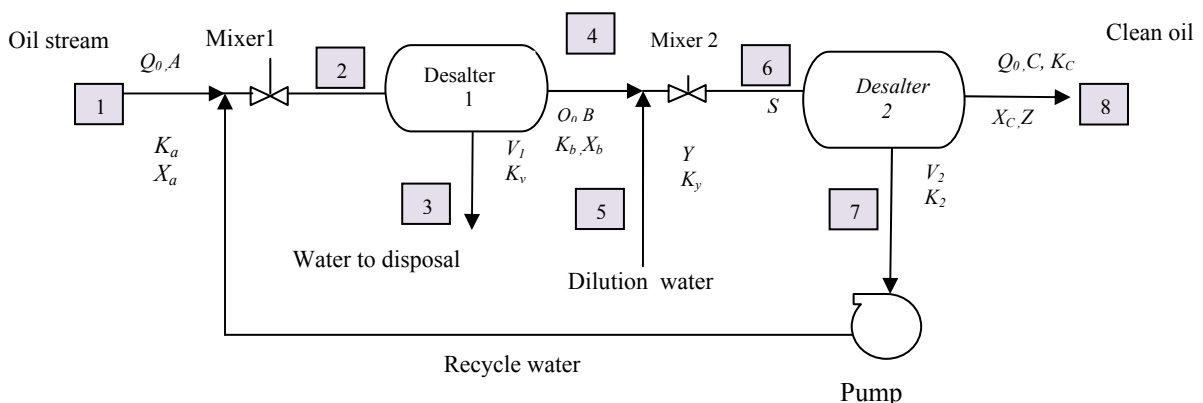 Oil stream
Mixer1
4
Mixer 2
Clean oil
Q0,A
2
Desalter
1
6
Desalter
2
Q0,C, KC
1
O0 B
S
8
Ka
Xa
V1
Kv
Kb,Xb
Y
Ky
XC,Z
V2
K2
3
5
7
Water to disposal
Dilution water
Recycle water
Pump